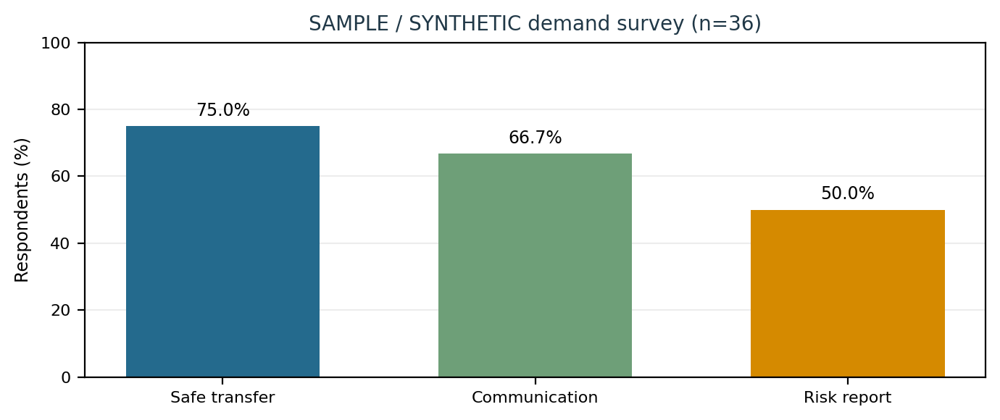 SAMPLE / SYNTHETIC demand survey (n=36)
Respondents (%)
100
80
60
40
20
0
75.0%
66.7%
50.0%
Safe transfer
Communication
Risk report